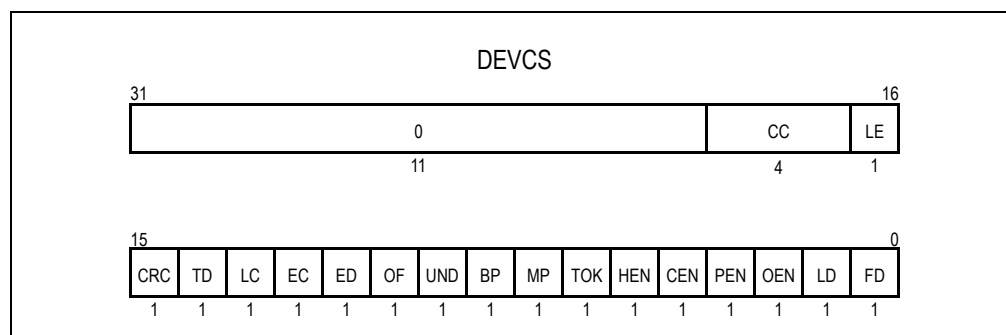 DEVCS
31 16
0 CC LE
11 4 1
15 0
CRC TD LC EC ED OF UND BP MP TOK HEN CEN PEN OEN LD FD
1 1 1 1 1 1 1 1 1 1 1 1 1 1 1 1